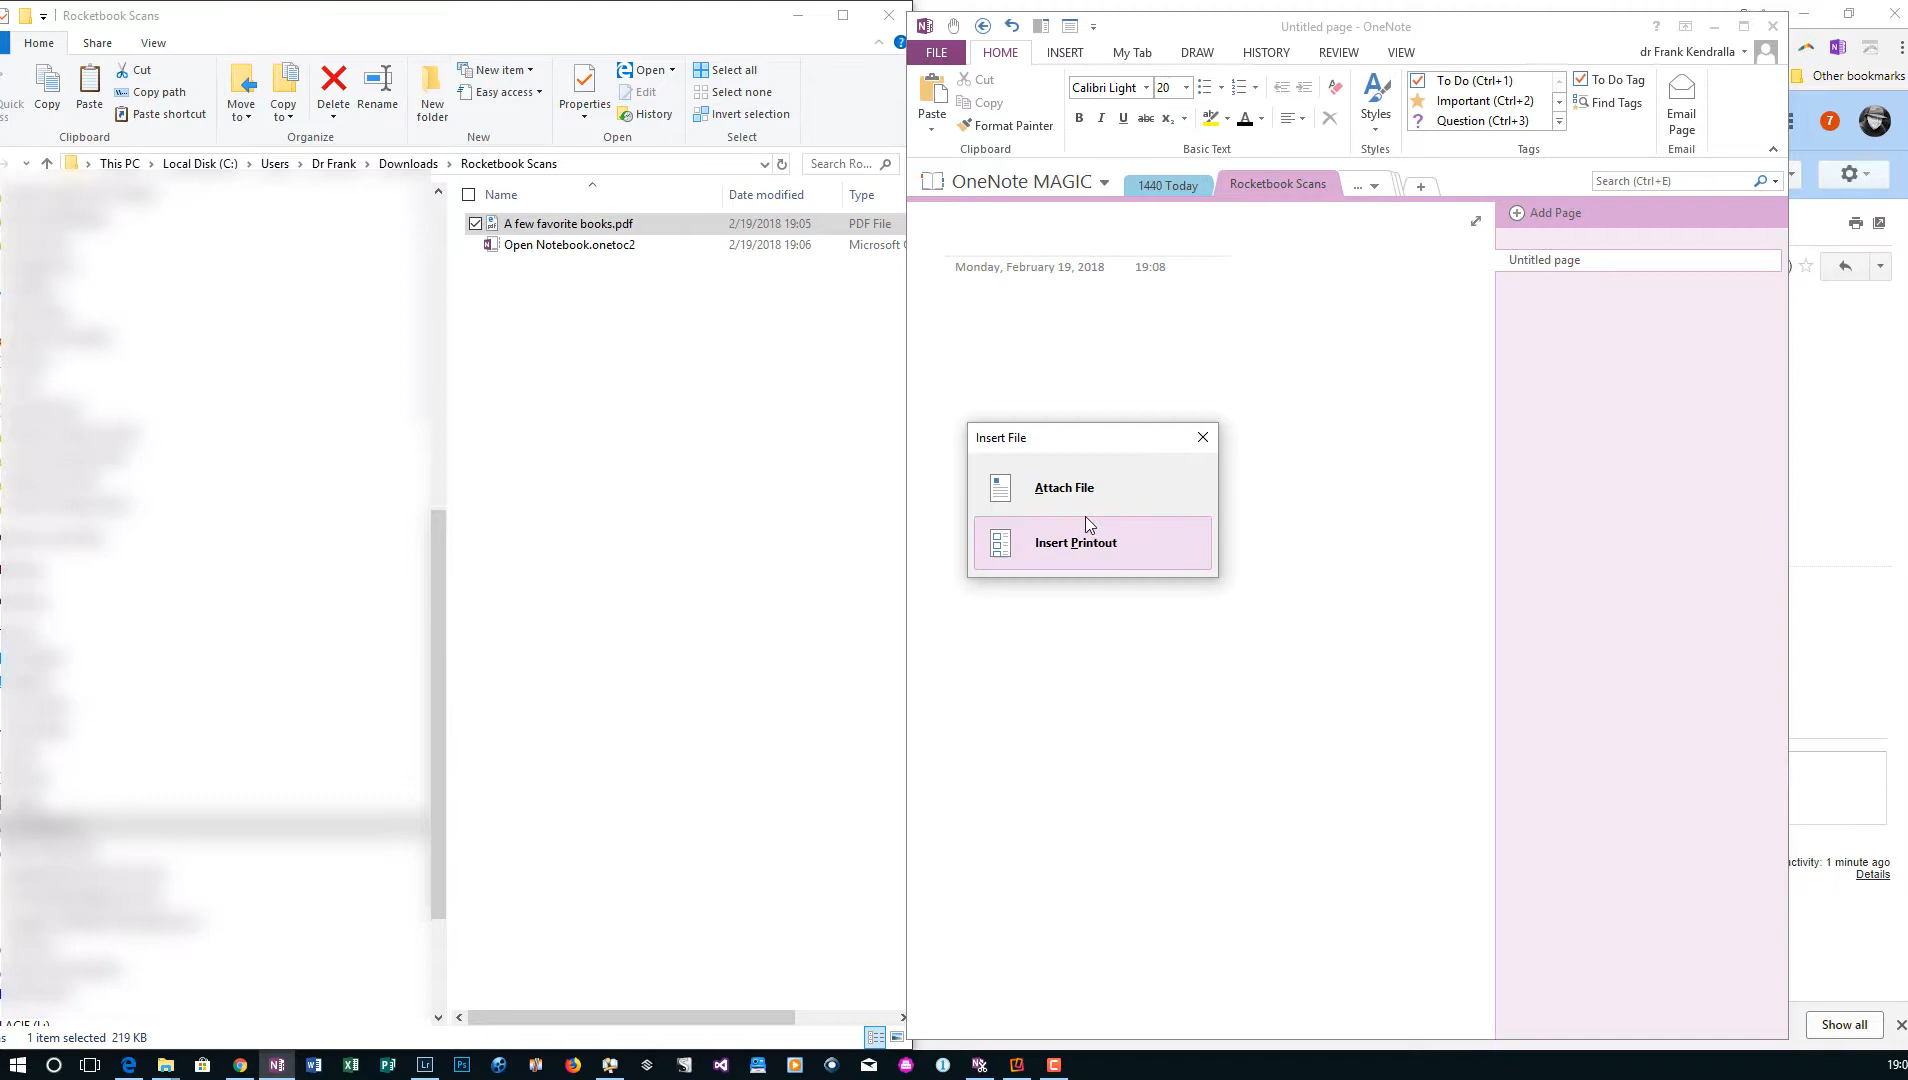 Rocketbook Scans
Home
Share
View
Copy
Paste
Cut
Copy path
Paste shortcut
Clipboard
Move to
Copy to
Delete
Rename
Organize
New folder
New item
Easy access
New
Properties
Open
Edit
History
Open
Select all
Select none
Invert selection
Select
This PC
Local Disk (C:)
Users
Dr Frank
Downloads
Rocketbook Scans
Search Ro...
Name
Date modified
Type
A few favorite books.pdf
2/19/2018 19:05
PDF File
Open Notebook.onetoc2
2/19/2018 19:06
Microsoft
1 item selected 219 KB
Untitled page - OneNote
FILE
HOME
INSERT
My Tab
DRAW
HISTORY
REVIEW
VIEW
dr Frank Kendralla
Paste
Cut
Copy
Format Painter
Clipboard
Calibri Light
20
B
I
U
abc
Basic Text
Styles
Styles
To Do (Ctrl+1)
Important (Ctrl+2)
Question (Ctrl+3)
To Do Tag
Find Tags
Tags
Email Page
Email
OneNote MAGIC
1440 Today
Rocketbook Scans
...
Search (Ctrl+E)
Add Page
Untitled page
Monday, February 19, 2018
19:08
Insert File
Attach File
Insert Printout
Other bookmarks
7
ctivity: 1 minute ago
Details
Show all
19:0